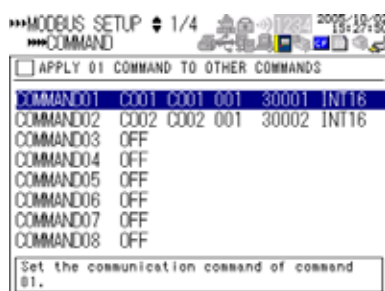 MODBUS SETUP 1/4 1234
COMMAND
APPLY 01 COMMAND TO OTHER COMMANDS
COMMAND01 C001 C001 001 30001 INT16
COMMAND02 C002 C002 001 30002 INT16
COMMAND03 OFF
COMMAND04 OFF
COMMAND05 OFF
COMMAND06 OFF
COMMAND07 OFF
COMMAND08 OFF
Set the communication command of command
01.